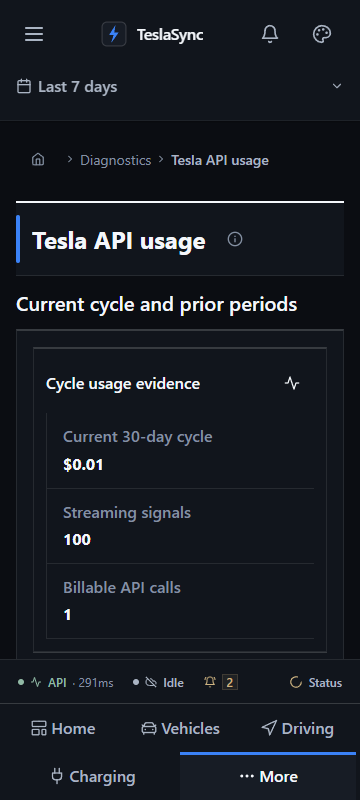 TeslaSync
Last 7 days
Diagnostics
Tesla API usage
Tesla API usage
Current cycle and prior periods
Cycle usage evidence
Current 30-day cycle
$0.01
Streaming signals
100
Billable API calls
1
API · 291ms
Idle
2
Status
Home
Vehicles
Driving
Charging
More